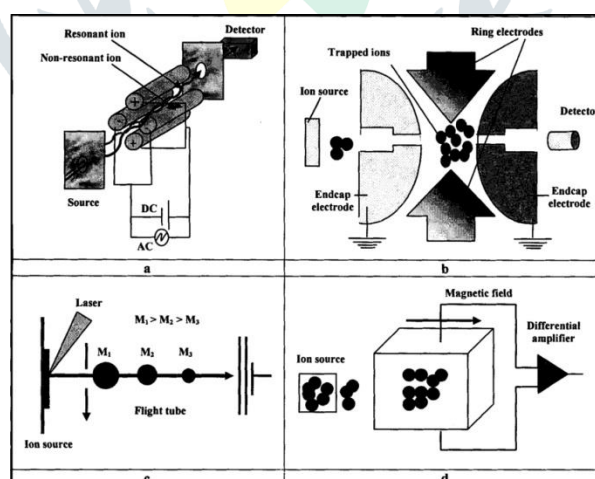 Resonant ion
Non-resonant ion
Detector
Source
DC
AC
a
Trapped ions
Ring electrodes
Ion source
Detecto
Endcap
electrode
Endcap
electrode
b
Laser
M₁ > M₂ > M₃
M₁
M₂
M₃
Flight tube
Ion source
c
Magnetic field
Ion source
Differential
amplifier
d